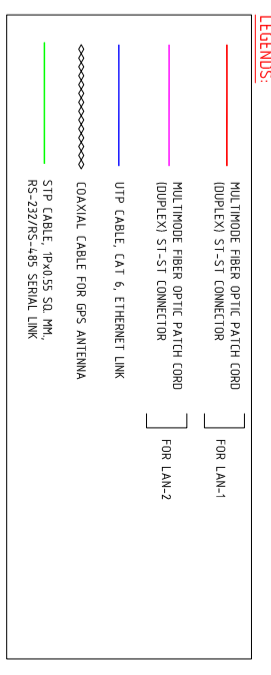 LEGENDS:
MULTIMODE FIBER OPTIC PATCH CORD
(DUPLEX) ST-ST CONNECTOR
FOR LAN-1
MULTIMODE FIBER OPTIC PATCH CORD
(DUPLEX) ST-ST CONNECTOR
FOR LAN-2
UTP CABLE, CAT 6, ETHERNET LINK
COAXIAL CABLE FOR GPS ANTENNA
STP CABLE, 1Px0.55 SQ. MM,
RS-232/RS-485 SERIAL LINK